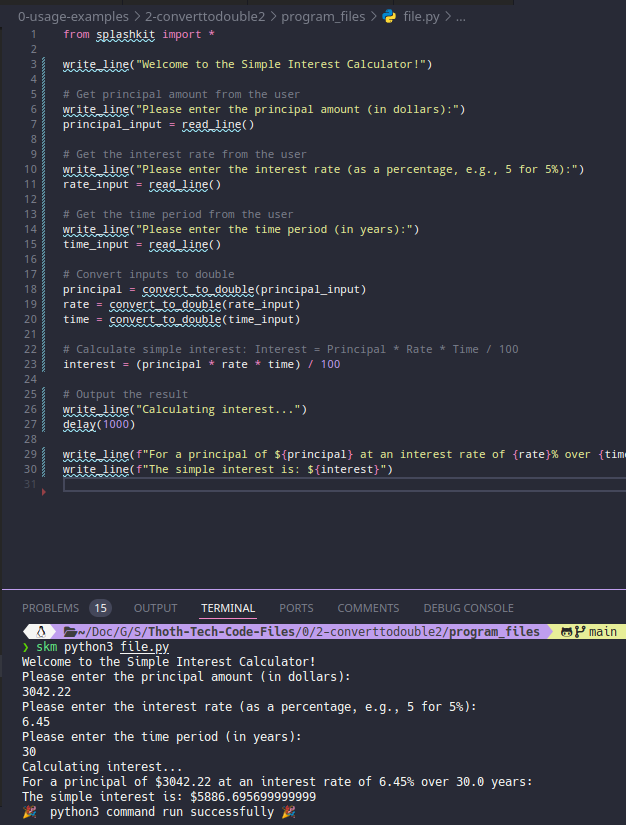 0-usage-examples > 2-converttodouble2 > program_files > file.py > ...
1 from splashkit import *
2
3 write_line("Welcome to the Simple Interest Calculator!")
4
5 # Get principal amount from the user
6 write_line("Please enter the principal amount (in dollars):")
7 principal_input = read_line()
8
9 # Get the interest rate from the user
10 write_line("Please enter the interest rate (as a percentage, e.g., 5 for 5%):")
11 rate_input = read_line()
12
13 # Get the time period from the user
14 write_line("Please enter the time period (in years):")
15 time_input = read_line()
16
17 # Convert inputs to double
18 principal = convert_to_double(principal_input)
19 rate = convert_to_double(rate_input)
20 time = convert_to_double(time_input)
21
22 # Calculate simple interest: Interest = Principal * Rate * Time / 100
23 interest = (principal * rate * time) / 100
24
25 # Output the result
26 write_line("Calculating interest...")
27 delay(1000)
28
29 write_line(f"For a principal of ${principal} at an interest rate of {rate}% over {time
30 write_line(f"The simple interest is: ${interest}")
31
PROBLEMS 15 OUTPUT TERMINAL PORTS COMMENTS DEBUG CONSOLE
~/Doc/G/S/Thoth-Tech-Code-Files/0/2-converttodouble2/program_files main
❯ skm python3 file.py
Welcome to the Simple Interest Calculator!
Please enter the principal amount (in dollars):
3042.22
Please enter the interest rate (as a percentage, e.g., 5 for 5%):
6.45
Please enter the time period (in years):
30
Calculating interest...
For a principal of $3042.22 at an interest rate of 6.45% over 30.0 years:
The simple interest is: $5886.695699999999
🎉 python3 command run successfully 🎉